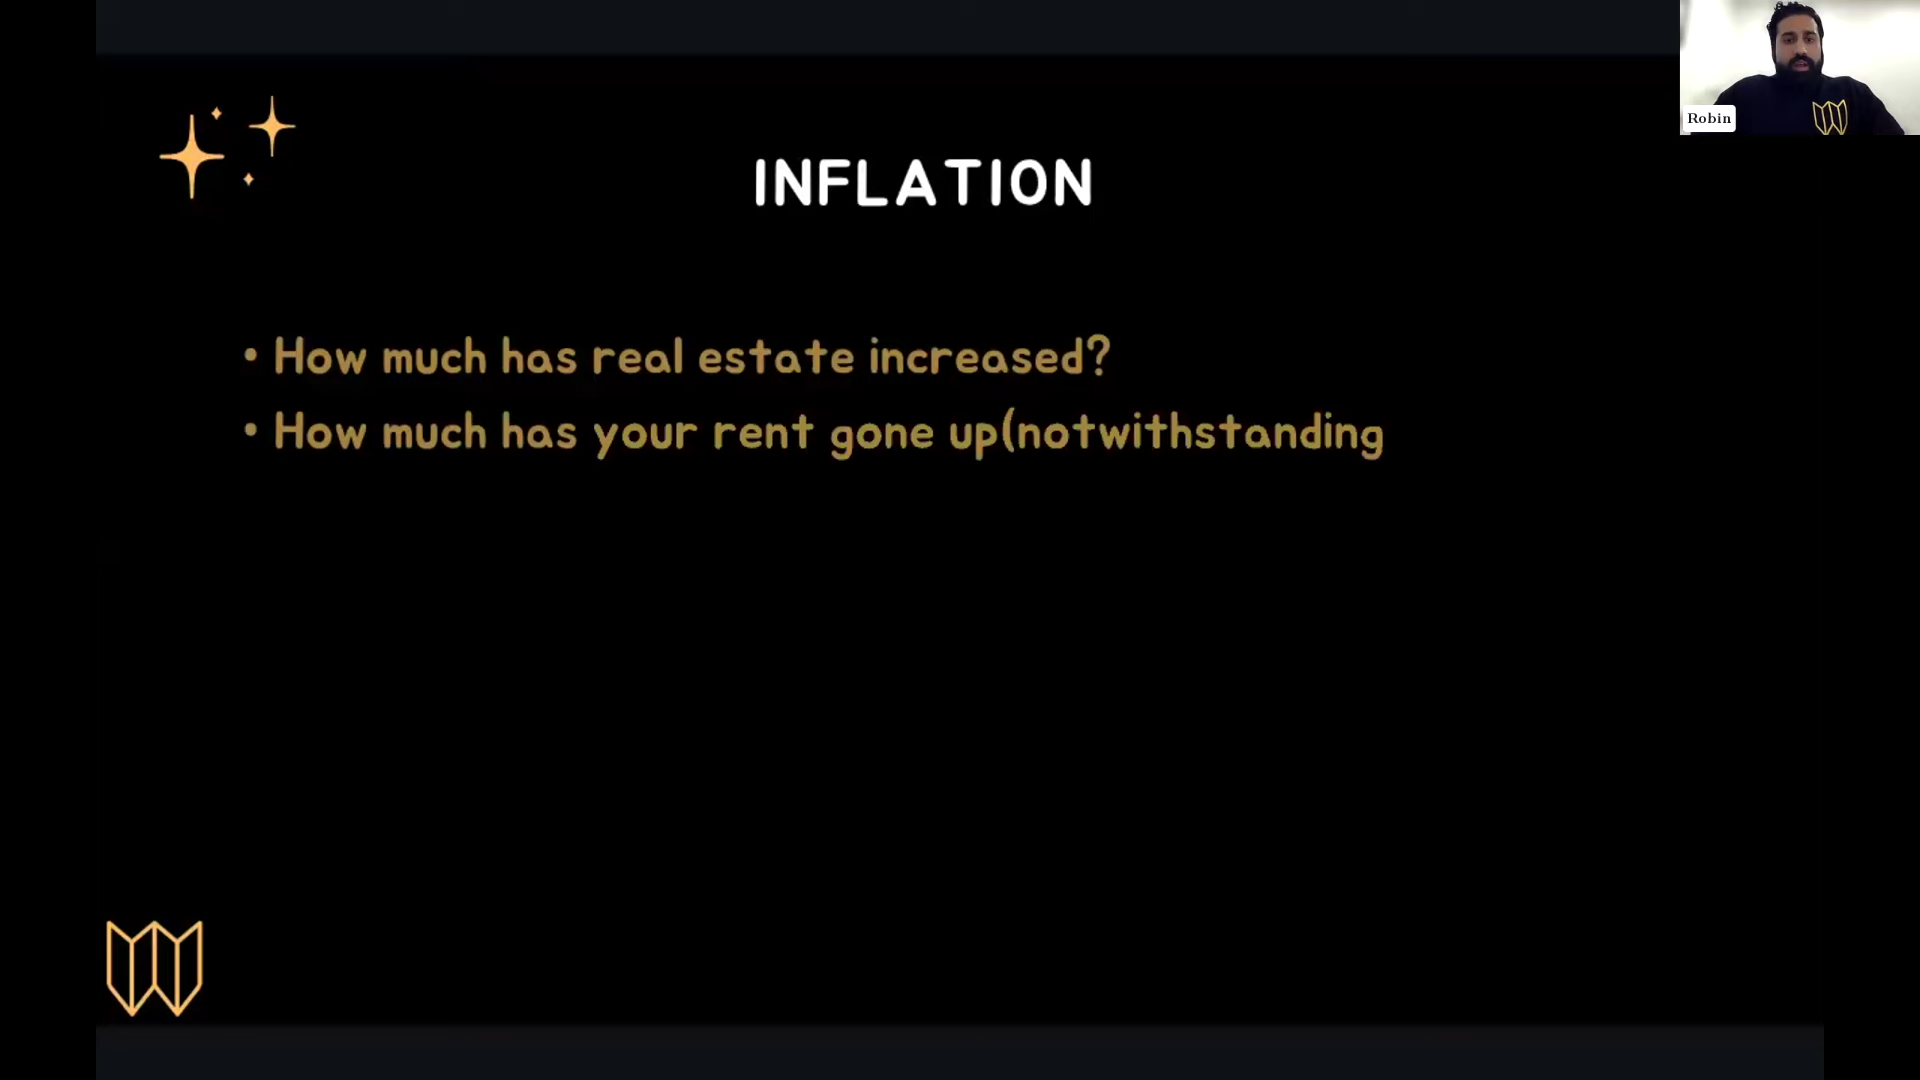 Robin
INFLATION
• How much has real estate increased?
• How much has your rent gone up(notwithstanding